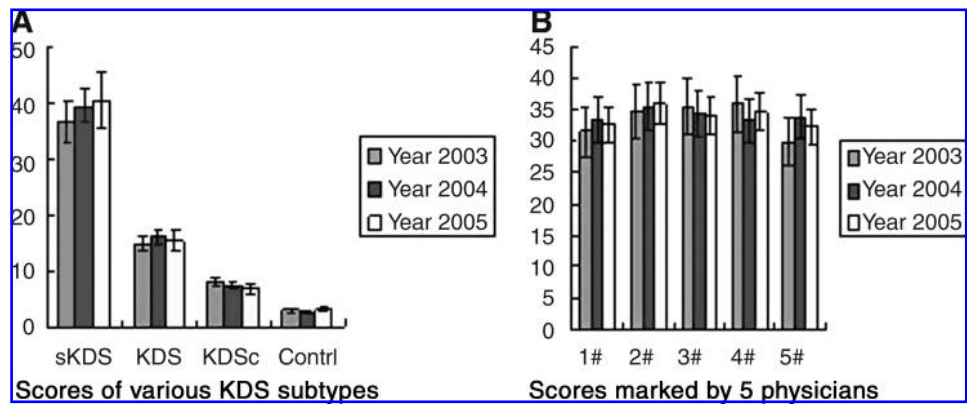 A
50
40
30
20
10
0
sKDS KDS KDSc Contrl
Year 2003
Year 2004
Year 2005
Scores of various KDS subtypes
B
45
40
35
30
25
20
15
10
5
0
1# 2# 3# 4# 5#
Year 2003
Year 2004
Year 2005
Scores marked by 5 physicians